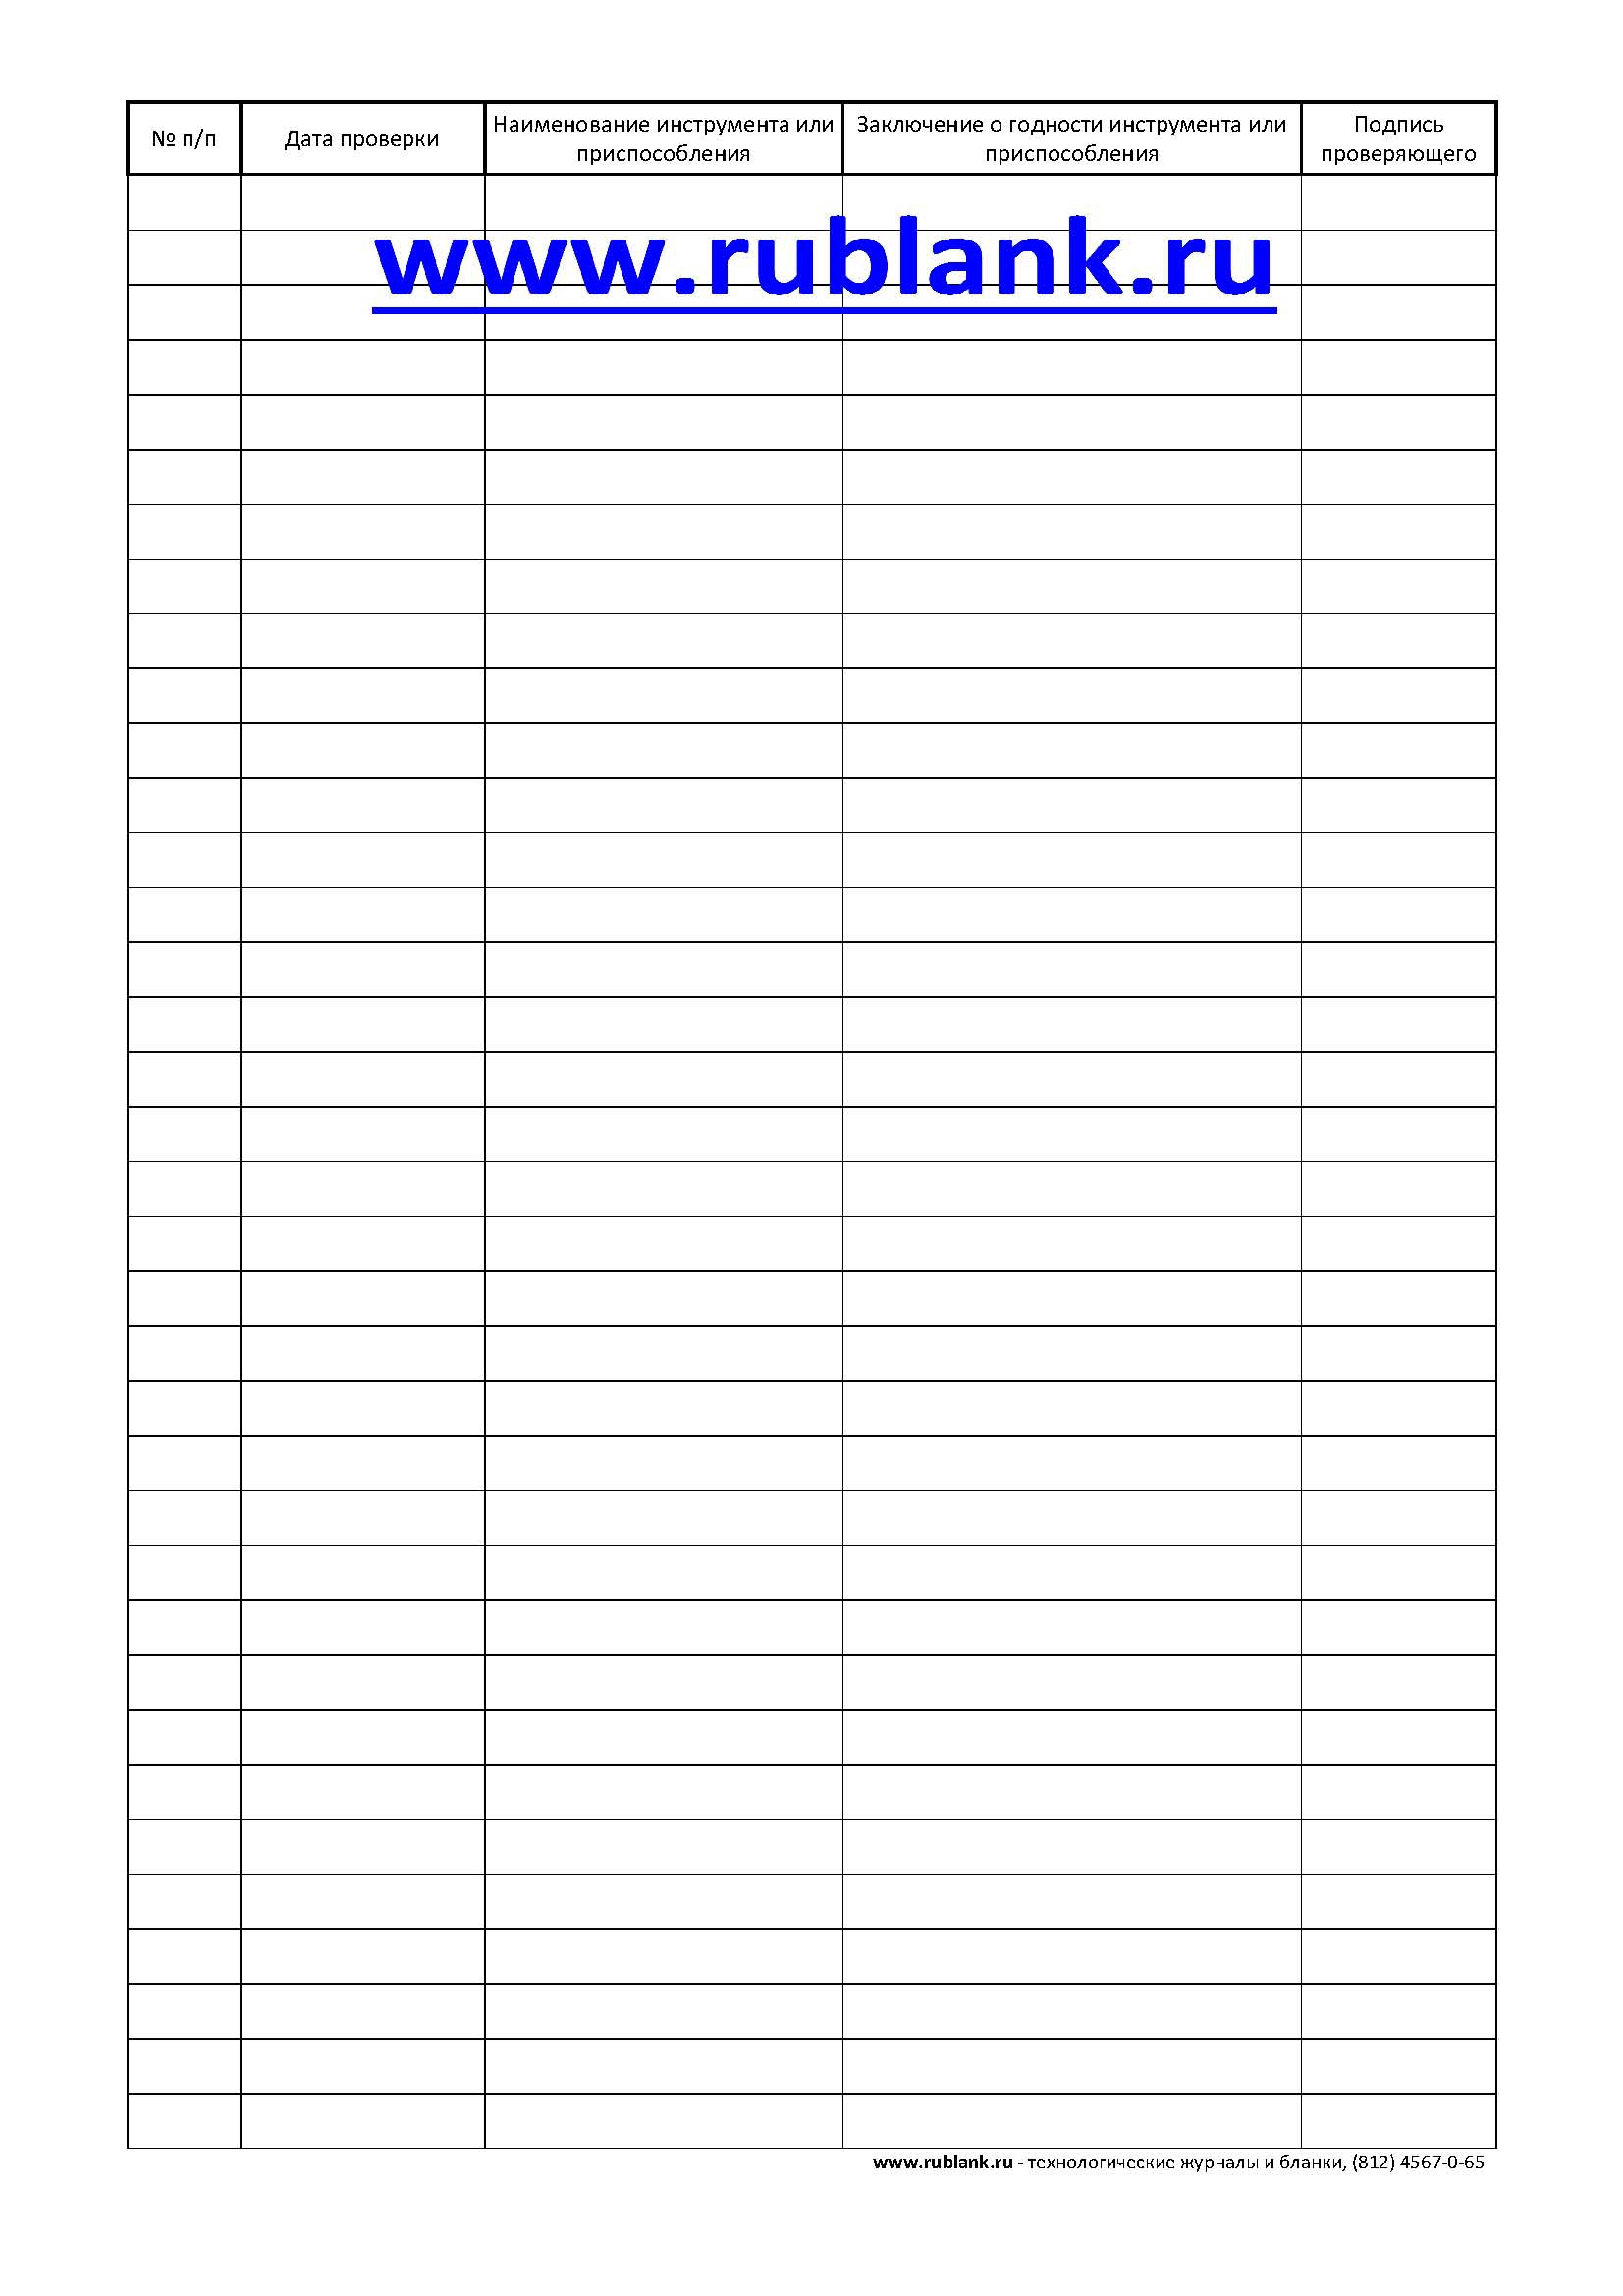 № п/п
Дата проверки
Наименование инструмента или
приспособления
Заключение о годности инструмента или
приспособления
Подпись
проверяющего
www.rublank.ru
www.rublank.ru - технологические журналы и бланки, (812) 4567-0-65